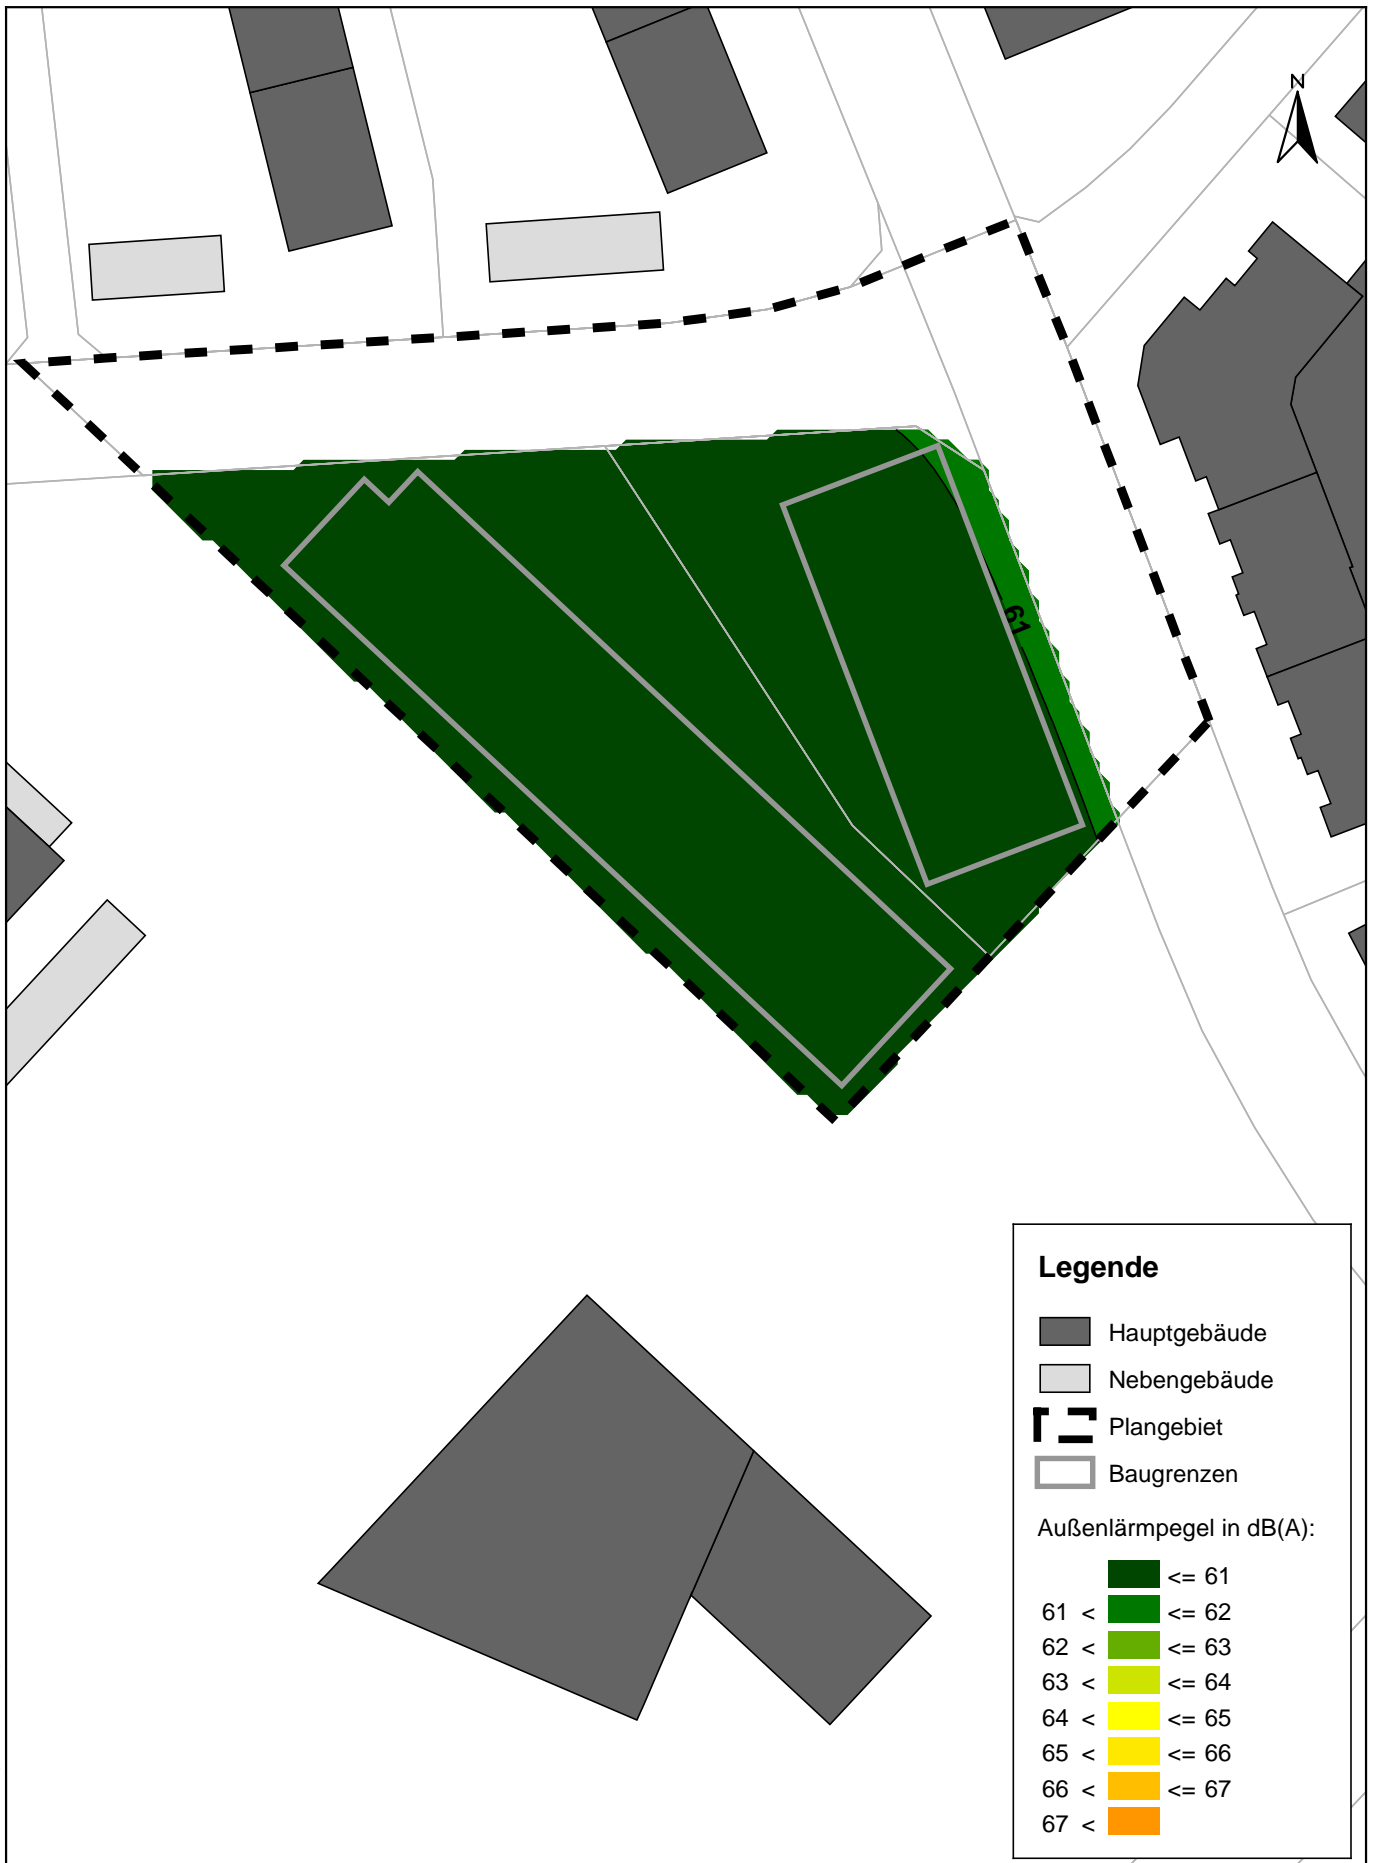 N
61
Legende
Hauptgebäude
Nebengebäude
Plangebiet
Baugrenzen
Außenlärmpegel in dB(A):
<= 61
61 < <= 62
62 < <= 63
63 < <= 64
64 < <= 65
65 < <= 66
66 < <= 67
67 <